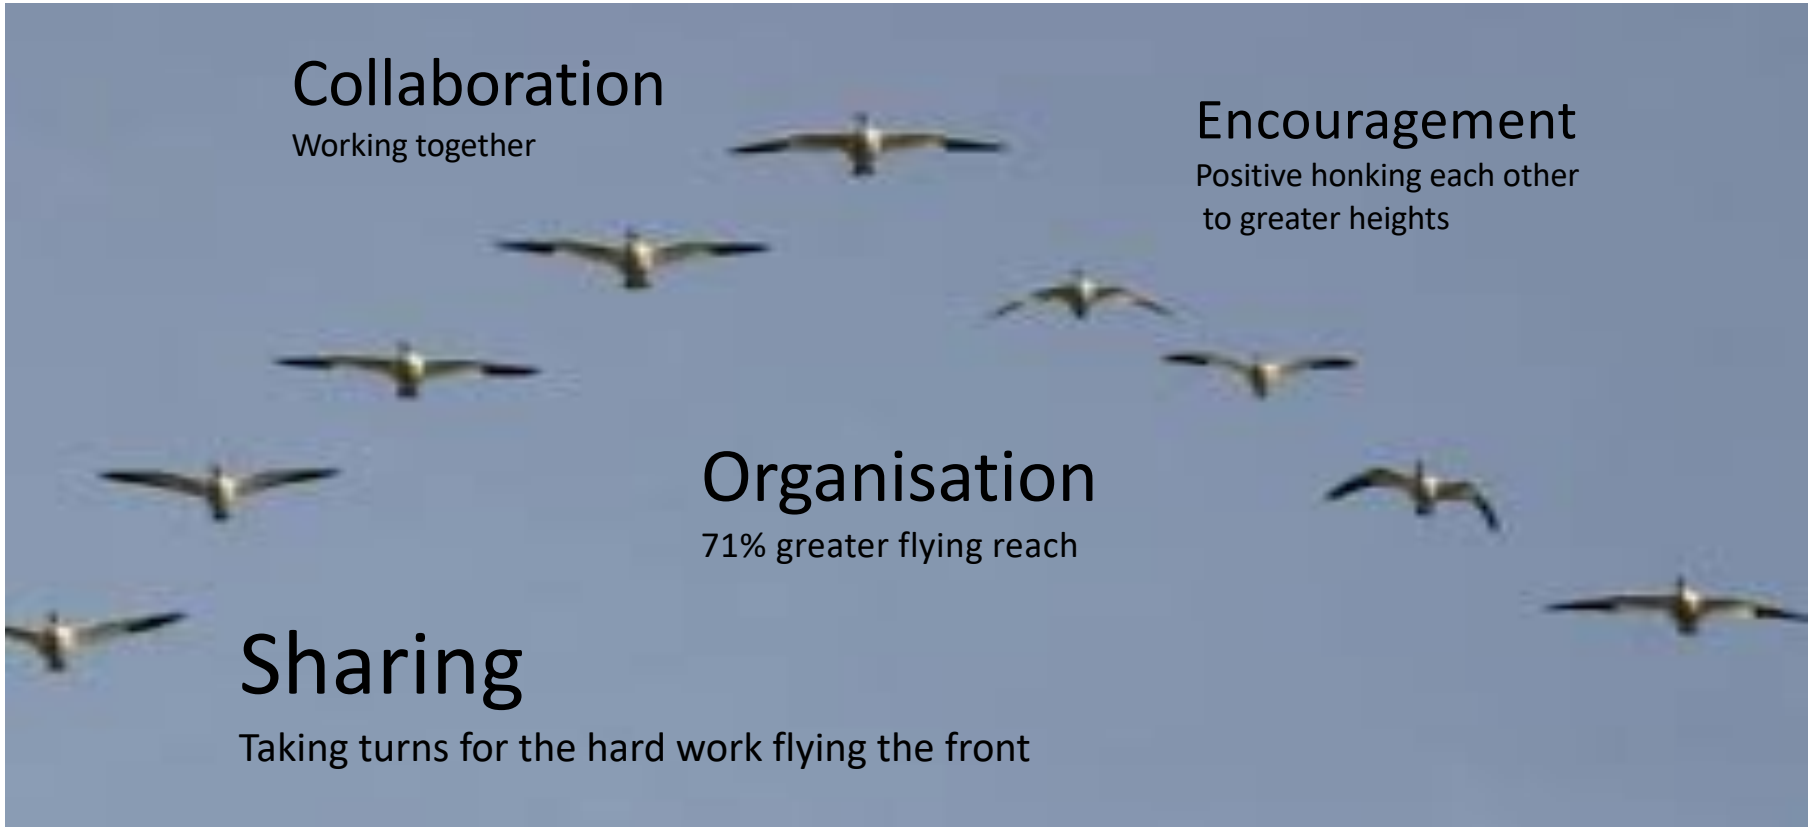 Collaboration
Working together
Encouragement
Positive honking each other
to greater heights
Organisation
71% greater flying reach
Sharing
Taking turns for the hard work flying the front